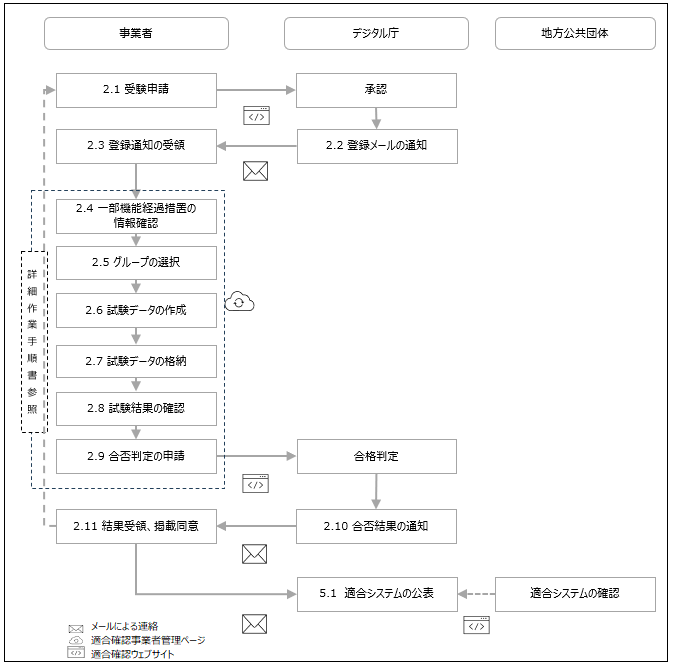 事業者
デジタル庁
地方公共団体
2.1 受験申請
承認
2.3 登録通知の受領
2.2 登録メールの通知
2.4 一部機能経過措置の
情報確認
2.5 グループの選択
2.6 試験データの作成
2.7 試験データの格納
2.8 試験結果の確認
2.9 合否判定の申請
合格判定
詳細作業手順書参照
2.11 結果受領、掲載同意
2.10 合否結果の通知
5.1 適合システムの公表
適合システムの確認
メールによる連絡
適合確認事業者管理ページ
適合確認ウェブサイト